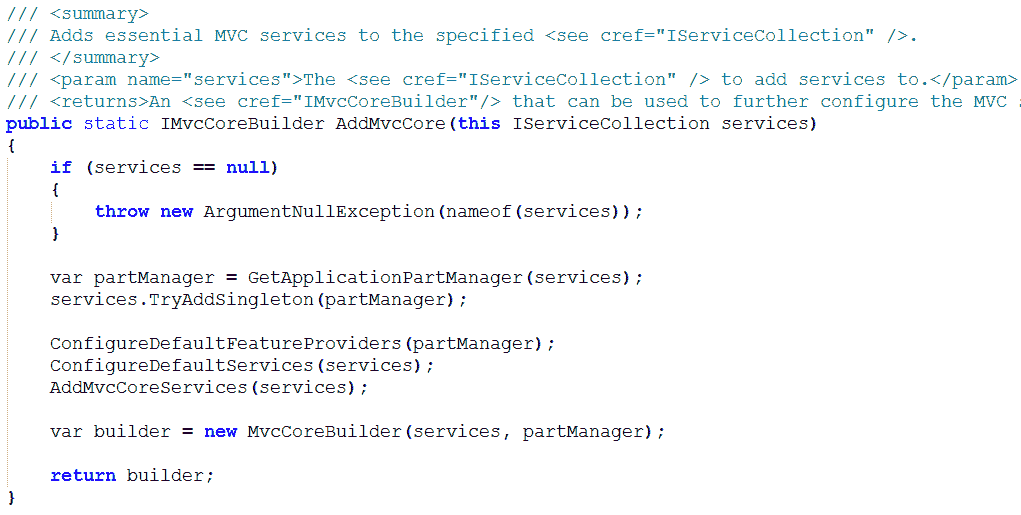 /// <summary>
/// Adds essential MVC services to the specified <see cref="IServiceCollection" />.
/// </summary>
/// <param name="services">The <see cref="IServiceCollection" /> to add services to.</param>
/// <returns>An <see cref="IMvcCoreBuilder"/> that can be used to further configure the MVC
public static IMvcCoreBuilder AddMvcCore(this IServiceCollection services)
{
    if (services == null)
    {
        throw new ArgumentNullException(nameof(services));
    }

    var partManager = GetApplicationPartManager(services);
    services.TryAddSingleton(partManager);

    ConfigureDefaultFeatureProviders(partManager);
    ConfigureDefaultServices(services);
    AddMvcCoreServices(services);

    var builder = new MvcCoreBuilder(services, partManager);

    return builder;
}